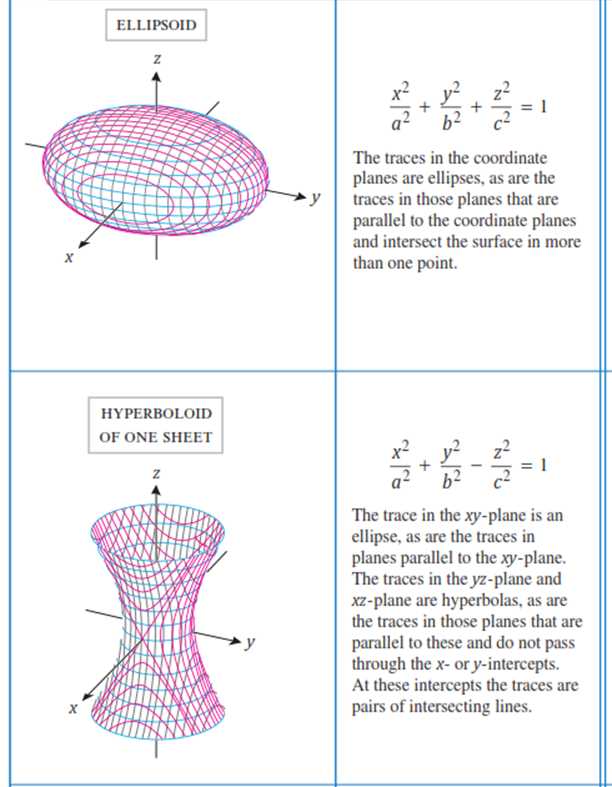 ELLIPSOID
z
y
x
x²/a² + y²/b² + z²/c² = 1
The traces in the coordinate
planes are ellipses, as are the
traces in those planes that are
parallel to the coordinate planes
and intersect the surface in more
than one point.
HYPERBOLOID
OF ONE SHEET
z
y
x
x²/a² + y²/b² − z²/c² = 1
The trace in the xy-plane is an
ellipse, as are the traces in
planes parallel to the xy-plane.
The traces in the yz-plane and
xz-plane are hyperbolas, as are
the traces in those planes that are
parallel to these and do not pass
through the x- or y-intercepts.
At these intercepts the traces are
pairs of intersecting lines.